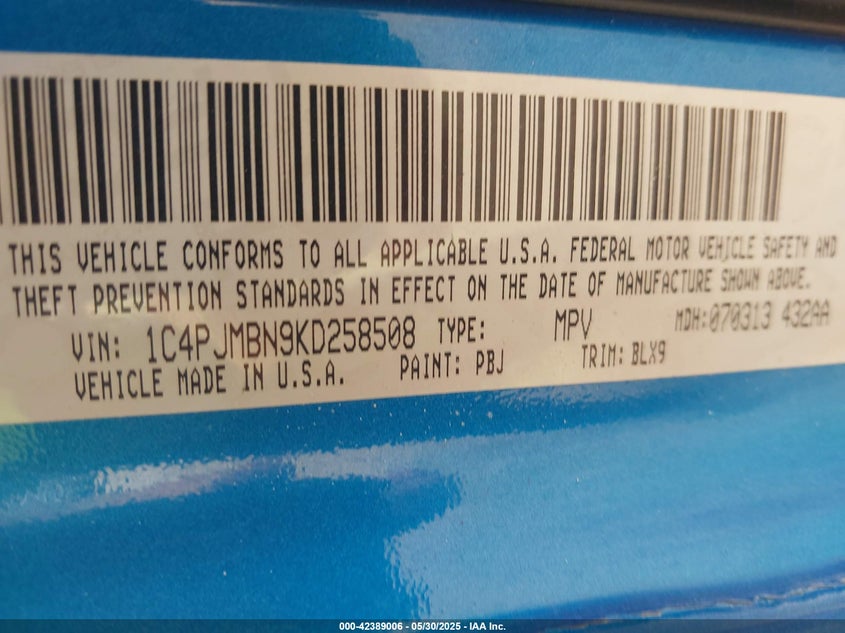 THIS VEHICLE CONFORMS TO ALL APPLICABLE U.S.A. FEDERAL MOTOR VEHICLE SAFETY AND
THEFT PREVENTION STANDARDS IN EFFECT ON THE DATE OF MANUFACTURE SHOWN ABOVE.
VIN: 1C4PJMBN9KD258508 TYPE: MPV MDH:070313 432AA
VEHICLE MADE IN U.S.A. PAINT: PBJ TRIM: BLX9
000-42389006 - 05/30/2025 - IAA Inc.